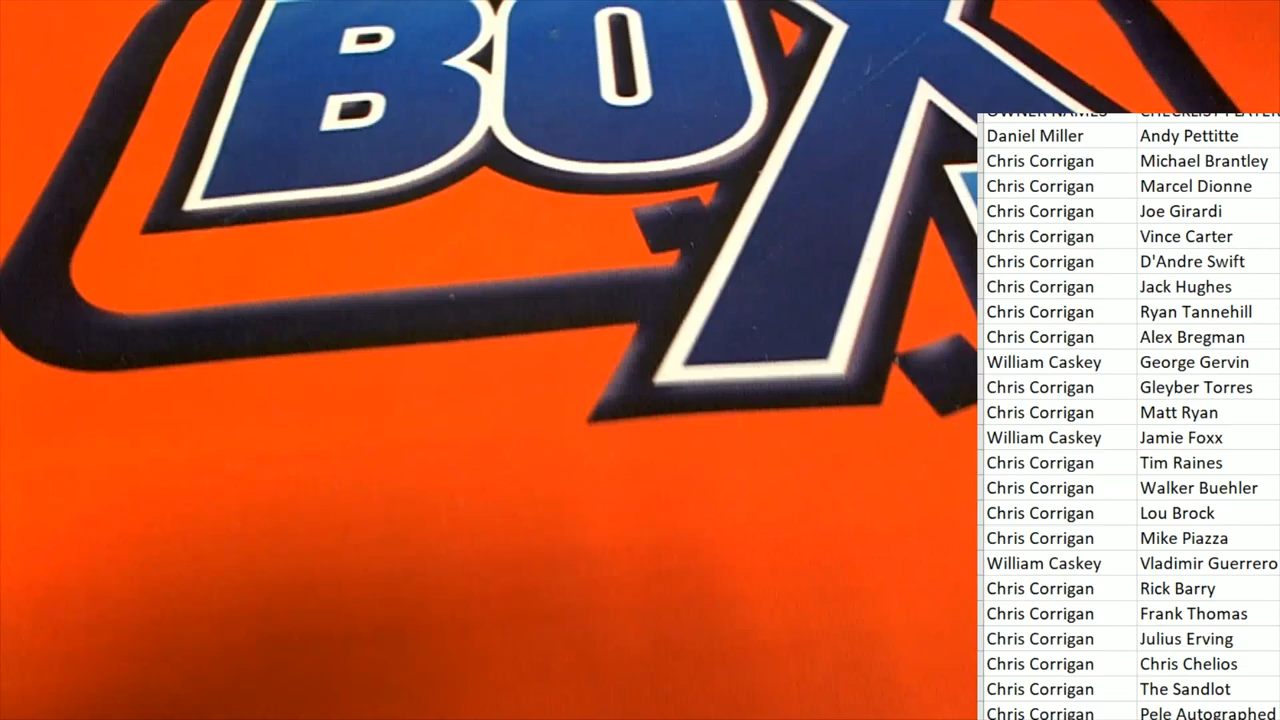 BOX
OWNER NAMES CHECKLIST PLAYER
Daniel Miller Andy Pettitte
Chris Corrigan Michael Brantley
Chris Corrigan Marcel Dionne
Chris Corrigan Joe Girardi
Chris Corrigan Vince Carter
Chris Corrigan D'Andre Swift
Chris Corrigan Jack Hughes
Chris Corrigan Ryan Tannehill
Chris Corrigan Alex Bregman
William Caskey George Gervin
Chris Corrigan Gleyber Torres
Chris Corrigan Matt Ryan
William Caskey Jamie Foxx
Chris Corrigan Tim Raines
Chris Corrigan Walker Buehler
Chris Corrigan Lou Brock
Chris Corrigan Mike Piazza
William Caskey Vladimir Guerrero
Chris Corrigan Rick Barry
Chris Corrigan Frank Thomas
Chris Corrigan Julius Erving
Chris Corrigan Chris Chelios
Chris Corrigan The Sandlot
Chris Corrigan Pele Autographed